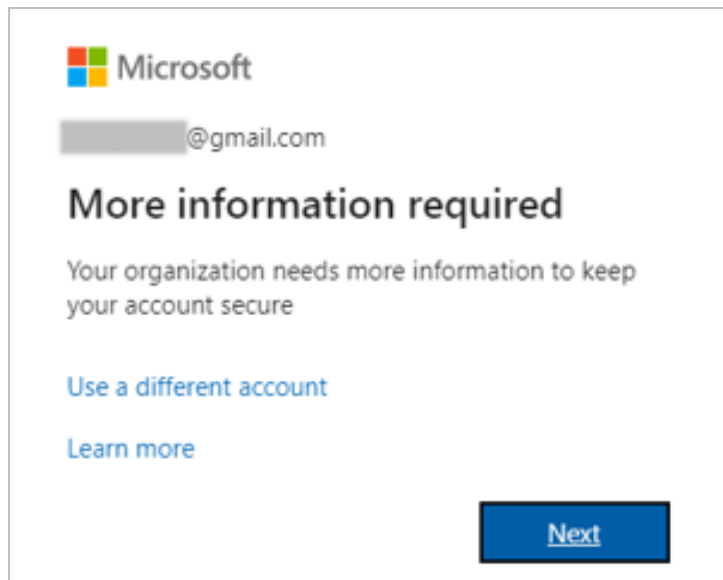 Microsoft
@gmail.com
More information required
Your organization needs more information to keep
your account secure
Use a different account
Learn more
Next